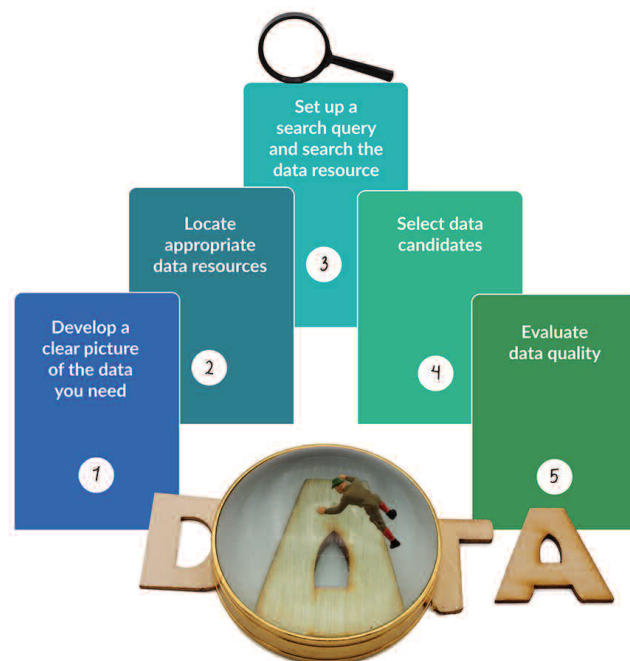 Develop a
clear picture
of the data
you need
1
Locate
appropriate
data resources
2
Set up a
search query
and search the
data resource
3
Select data
candidates
4
Evaluate
data quality
5
DATA